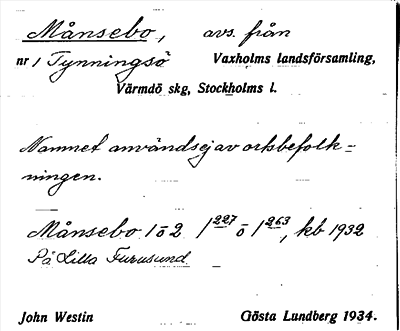 Månsebo, avs. från
nr 1 Tynningsö Vaxholms landsförsamling,
Värmdö skg, Stockholms l.
Namnet användes ej av ortsbefolk-
ningen.
Månsebo 1 o 2 1 227 o 1 263, kb 1932
På Lilla Furusund
John Westin Gösta Lundberg 1934.